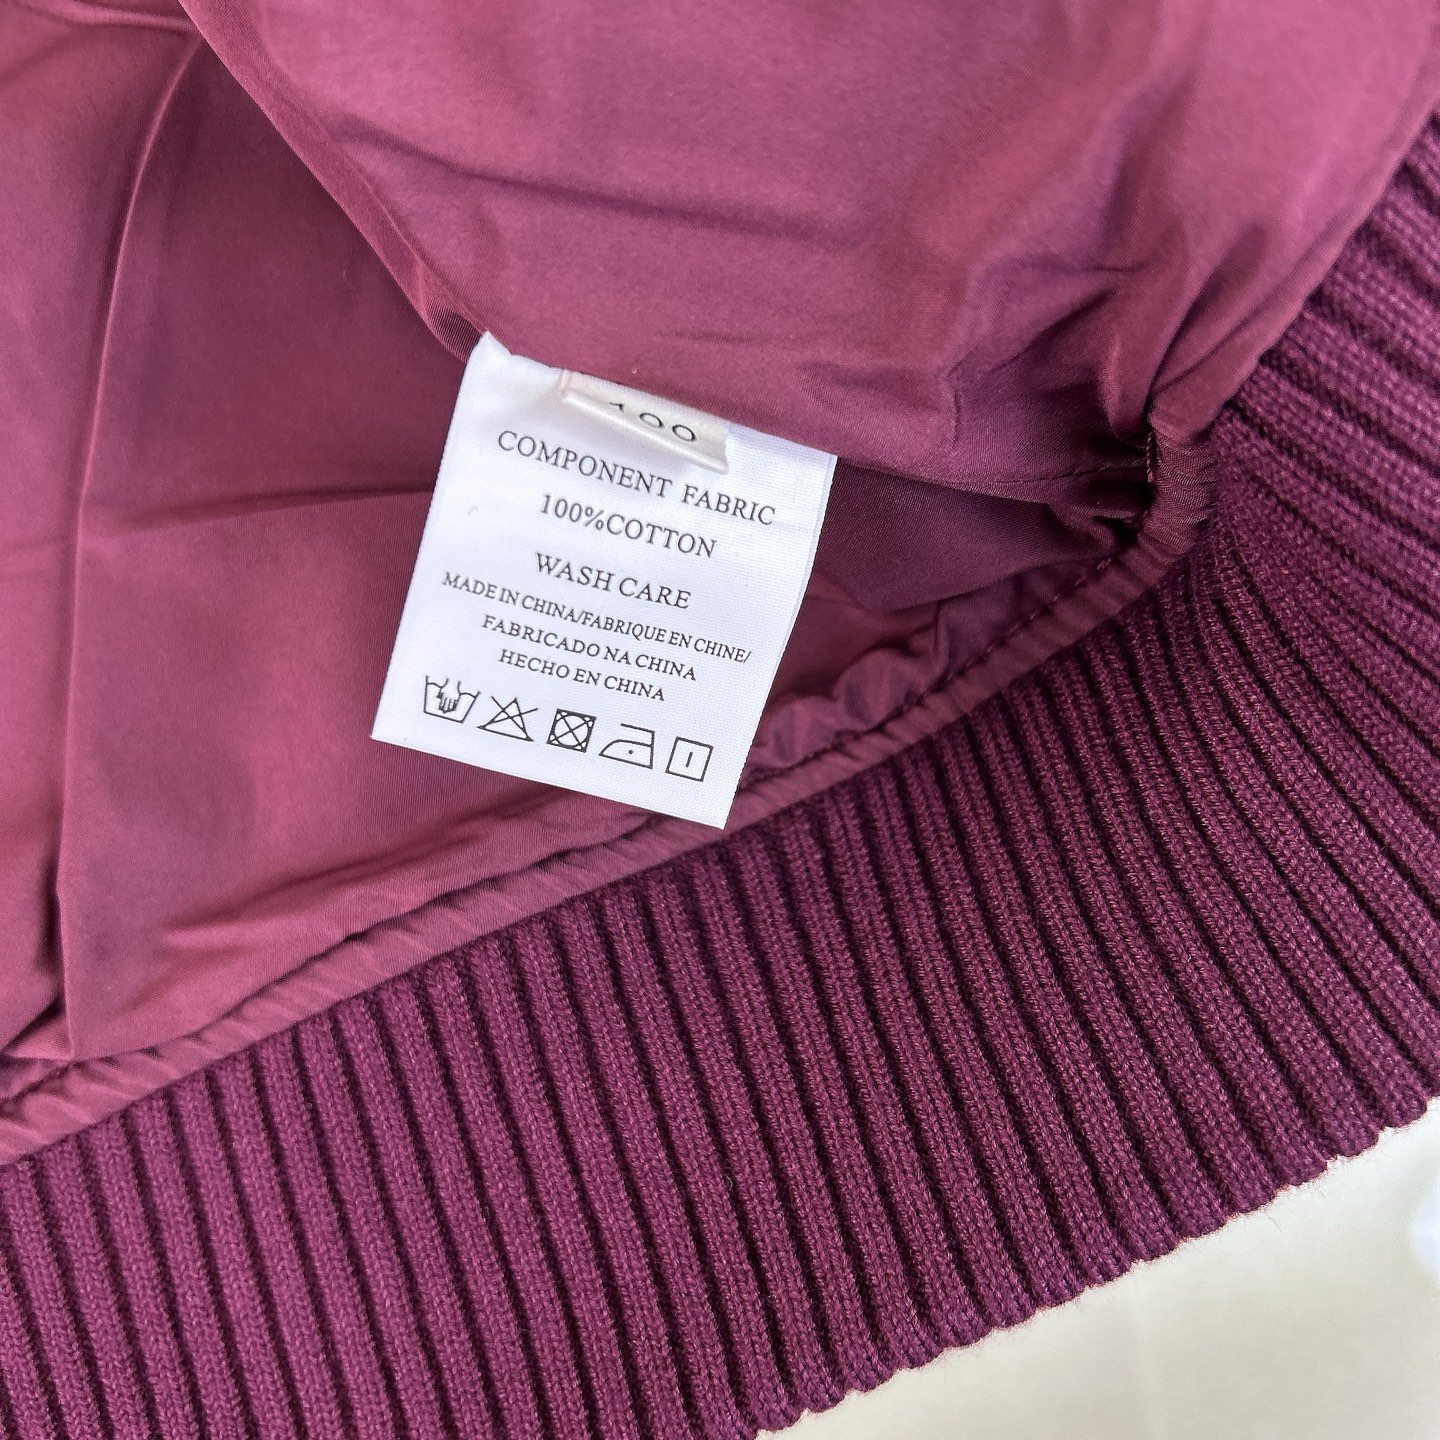 100
COMPONENT FABRIC
100%COTTON
WASH CARE
MADE IN CHINA/FABRIQUE EN CHINE/
FABRICADO NA CHINA
HECHO EN CHINA